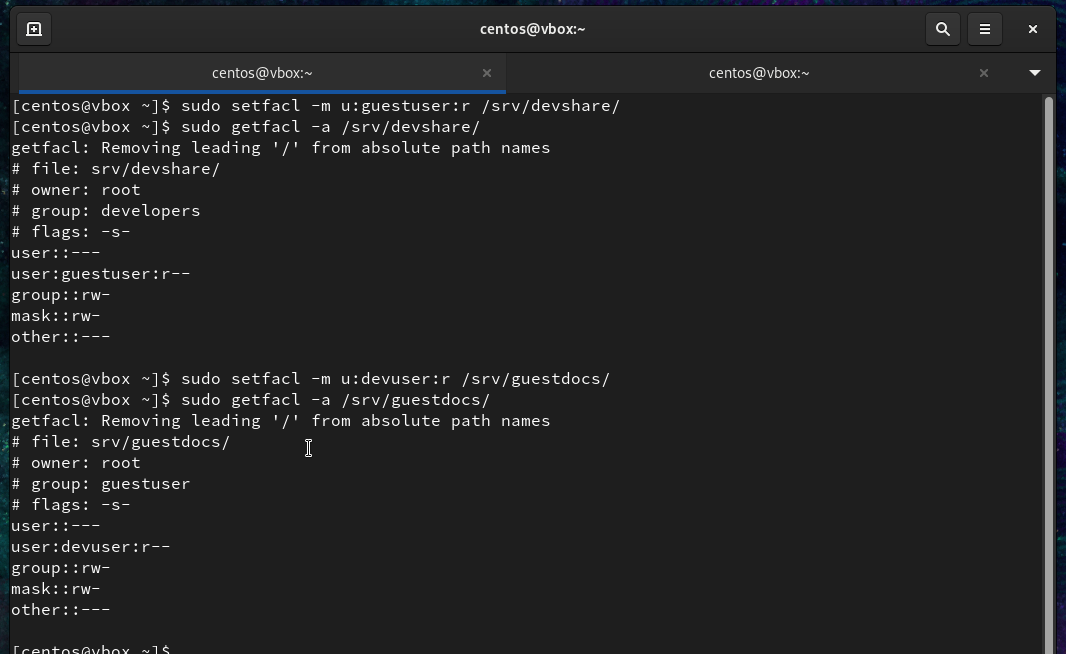 centos@vbox:~
centos@vbox:~
centos@vbox:~
[centos@vbox ~]$ sudo setfacl -m u:guestuser:r /srv/devshare/
[centos@vbox ~]$ sudo getfacl -a /srv/devshare/
getfacl: Removing leading '/' from absolute path names
# file: srv/devshare/
# owner: root
# group: developers
# flags: -s-
user::---
user:guestuser:r--
group::rw-
mask::rw-
other::---
[centos@vbox ~]$ sudo setfacl -m u:devuser:r /srv/guestdocs/
[centos@vbox ~]$ sudo getfacl -a /srv/guestdocs/
getfacl: Removing leading '/' from absolute path names
# file: srv/guestdocs/
# owner: root
# group: guestuser
# flags: -s-
user::---
user:devuser:r--
group::rw-
mask::rw-
other::---
[centos@vbox ~]$